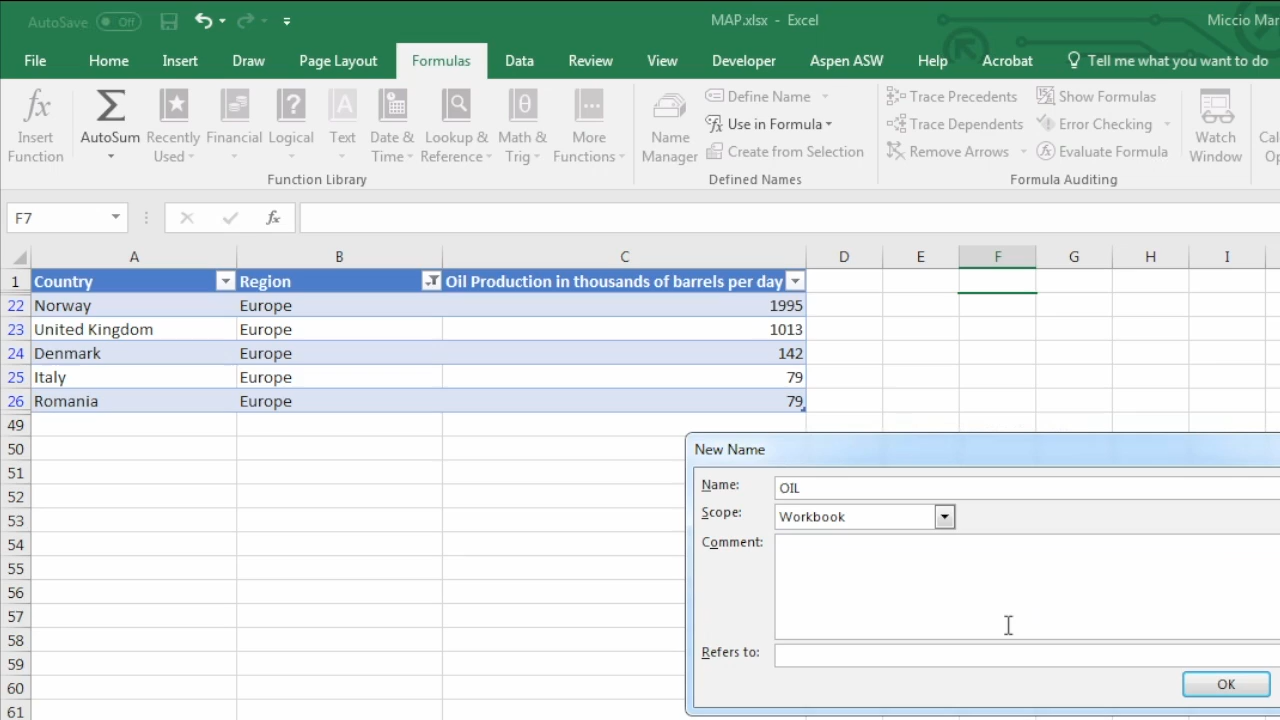 AutoSave Off MAP.xlsx - Excel Miccio Mar
File Home Insert Draw Page Layout Formulas Data Review View Developer Aspen ASW Help Acrobat Tell me what you want to do
Insert Function
AutoSum
Recently Used
Financial
Logical
Text
Date & Time
Lookup & Reference
Math & Trig
More Functions
Function Library
Name Manager
Define Name
Use in Formula
Create from Selection
Defined Names
Trace Precedents
Trace Dependents
Remove Arrows
Show Formulas
Error Checking
Evaluate Formula
Formula Auditing
Watch Window
F7 fx
A B C D E F G H I
1 Country Region Oil Production in thousands of barrels per day
22 Norway Europe 1995
23 United Kingdom Europe 1013
24 Denmark Europe 142
25 Italy Europe 79
26 Romania Europe 79
49
50
51
52
53
54
55
56
57
58
59
60
61
New Name
Name: OIL
Scope: Workbook
Comment:
Refers to:
OK